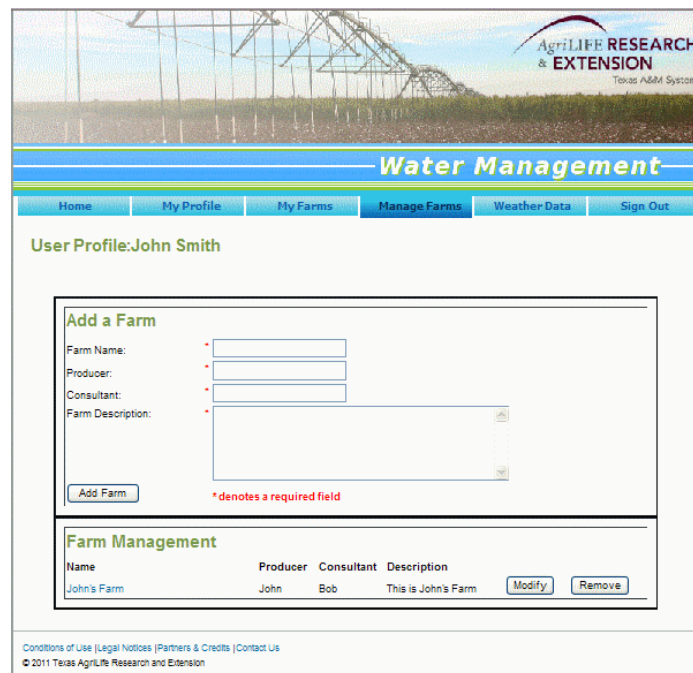 AgriLIFE RESEARCH
& EXTENSION
Texas A&M System
Water Management
Home My Profile My Farms Manage Farms Weather Data Sign Out
User Profile:John Smith
Add a Farm
Farm Name: *
Producer: *
Consultant: *
Farm Description: *
Add Farm *denotes a required field
Farm Management
Name Producer Consultant Description
John's Farm John Bob This is John's Farm Modify Remove
Conditions of Use |Legal Notices |Partners & Credits |Contact Us
© 2011 Texas AgriLife Research and Extension